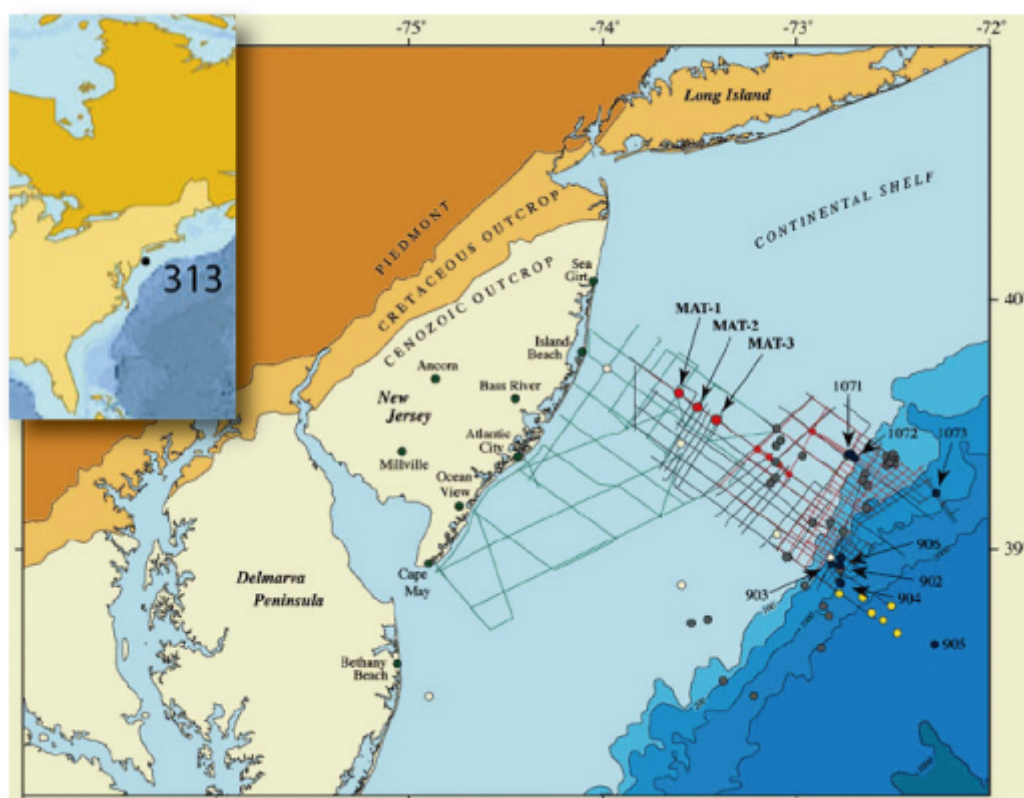 -75°
-74
-73
-72
313
Long Island
CONTINENTAL SHELF
PIEDMONT
CRETACEOUS OUTCROP
CENOZOIC OUTCROP
Sea
Girt
40
MAT-1
MAT-2
MAT-3
Island
Beach
Ancora
Bass River
New
Jersey
1071
1072
1073
Atlantic
City
Millville
Ocean
View
39
906
902
903
904
Cape
May
Delmarva
Peninsula
905
Bethany
Beach